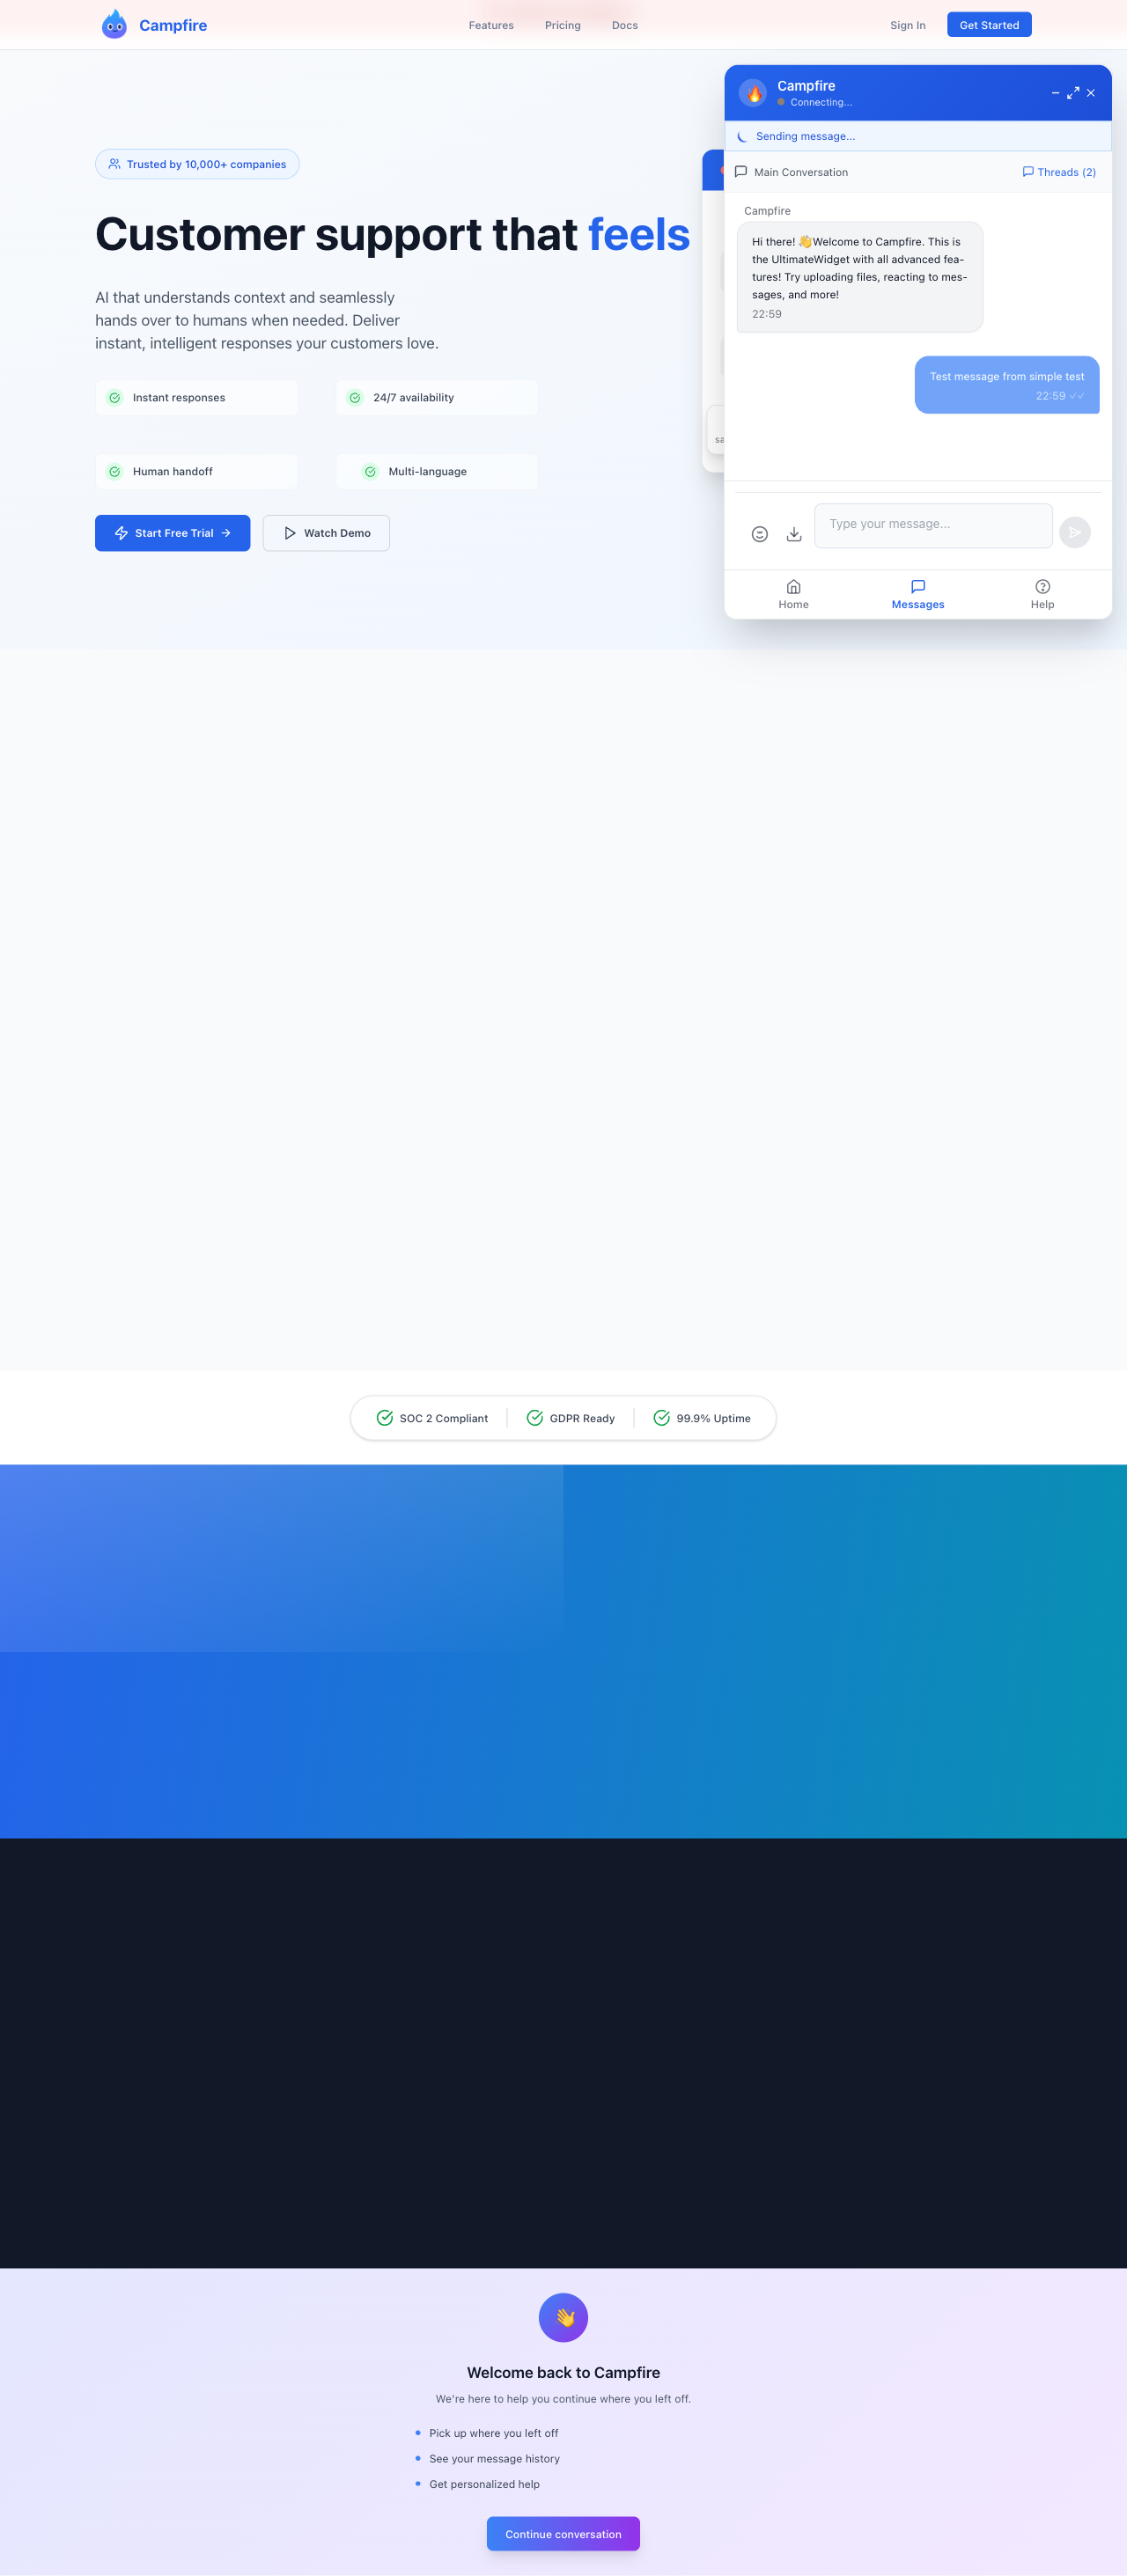 Campfire
Features
Pricing
Docs
Sign In
Get Started
Trusted by 10,000+ companies
Customer support that feels
AI that understands context and seamlessly
hands over to humans when needed. Deliver
instant, intelligent responses your customers love.
Instant responses
24/7 availability
Human handoff
Multi-language
Start Free Trial
Watch Demo
Campfire
Connecting...
Sending message...
Main Conversation
Threads (2)
Campfire
Hi there! 👋Welcome to Campfire. This is
the UltimateWidget with all advanced fea-
tures! Try uploading files, reacting to mes-
sages, and more!
22:59
Test message from simple test
22:59
sa
Type your message...
Home
Messages
Help
SOC 2 Compliant
GDPR Ready
99.9% Uptime
Welcome back to Campfire
We're here to help you continue where you left off.
Pick up where you left off
See your message history
Get personalized help
Continue conversation